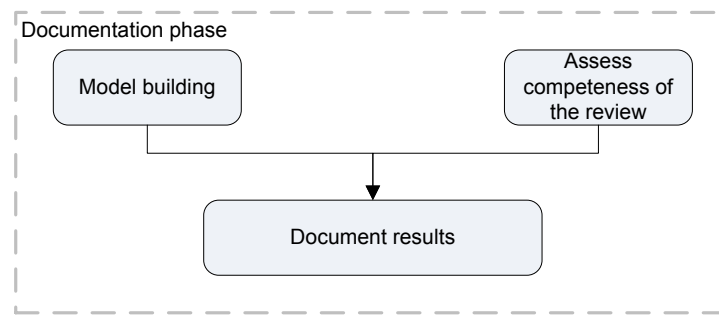 Documentation phase
Model building
Assess
competeness of
the review
Document results